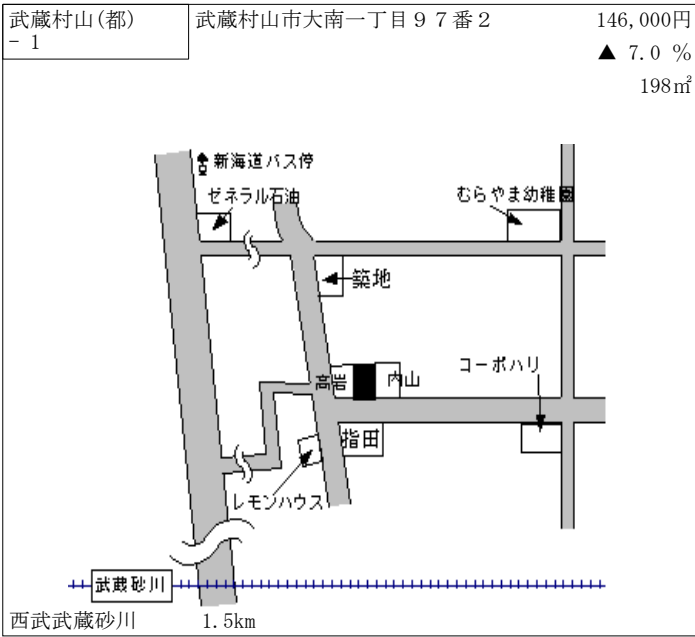 武蔵村山(都)
- 1
武蔵村山市大南一丁目９７番２
146,000円
▲ 7.0 %
198㎡
新海道バス停
ゼネラル石油
むらやま幼稚園
築地
コーポハリ
高岩
内山
指田
レモンハウス
武蔵砂川
西武武蔵砂川
1.5km